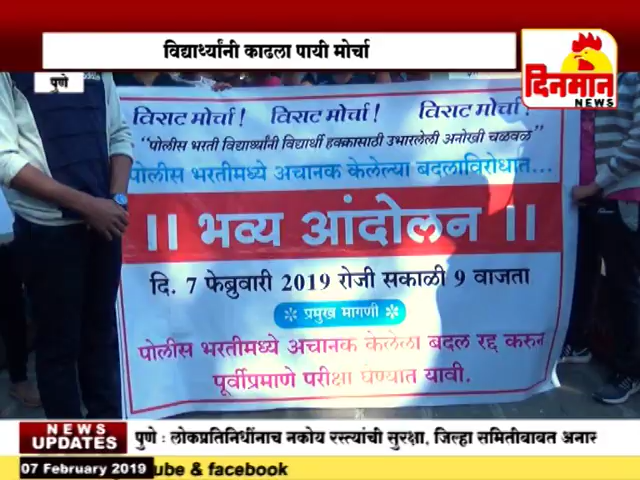 विद्यार्थ्यांनी काढला पायी मोर्चा
पुणे
दिनमान
NEWS
विराट मोर्चा! विराट मोर्चा! विराट मोर्चा!
"पोलीस भरती विद्यार्थ्यांनी विद्यार्थी हक्कासाठी उभारलेली अनोखी चळवळ"
पोलीस भरतीमध्ये अचानक केलेल्या बदलाविरोधात...
।। भव्य आंदोलन ।।
दि. 7 फेब्रुवारी 2019 रोजी सकाळी 9 वाजता
* प्रमुख मागणी *
पोलीस भरतीमध्ये अचानक केलेला बदल रद्द करुन
पूर्वीप्रमाणे परीक्षा घेण्यात यावी.
NEWS UPDATES
पुणे : लोकप्रतिनिधींनाच नकोय रस्त्यांची सुरक्षा, जिल्हा समितीबाबत अनास
07 February 2019
ube & facebook